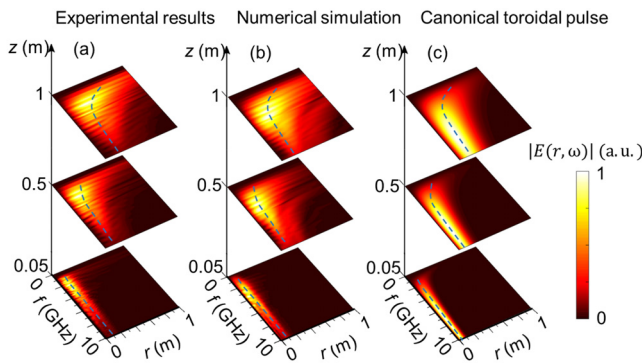 Experimental results Numerical simulation Canonical toroidal pulse
z (m) (a) z (m) (b) z (m) (c)
1 1 1
|E(r, ω)| (a.u.)
1
0.5 0.5 0.5
0.05 0.05 0.05
0 0 0 0
f (GHz) f (GHz) f (GHz)
10 0 r (m) 1 10 0 r (m) 1 10 0 r (m) 1